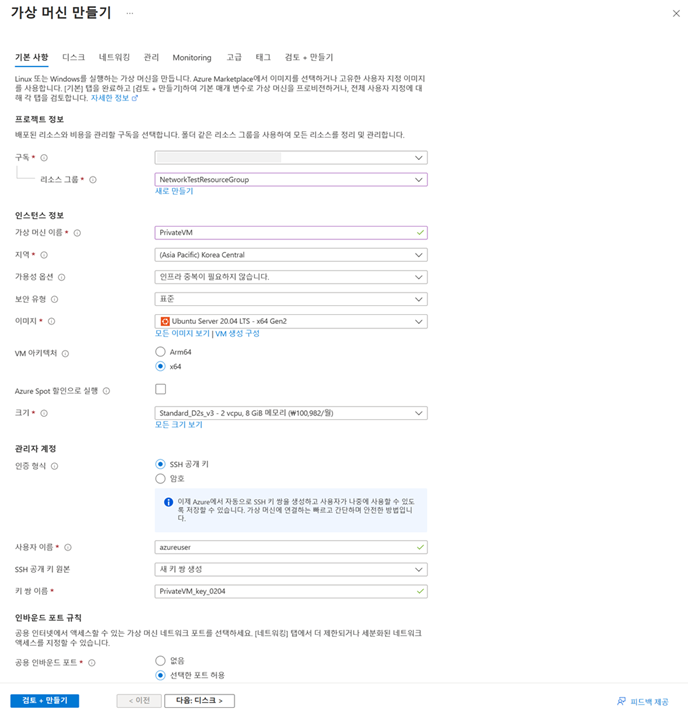 가상 머신 만들기 ...
기본 사항 디스크 네트워킹 관리 Monitoring 고급 태그 검토 + 만들기
Linux 또는 Windows를 실행하는 가상 머신을 만듭니다. Azure Marketplace에서 이미지를 선택하거나 고유한 사용자 지정 이미지
를 사용합니다. [기본] 탭을 완료하고 [검토 + 만들기]하여 기본 매개 변수로 가상 머신을 프로비전하거나, 전체 사용자 지정에 대
해 각 탭을 검토합니다. 자세한 정보
프로젝트 정보
배포된 리소스와 비용을 관리할 구독을 선택합니다. 폴더 같은 리소스 그룹을 사용하여 모든 리소스를 정리 및 관리합니다.
구독 *
리소스 그룹 * NetworkTestResourceGroup
새로 만들기
인스턴스 정보
가상 머신 이름 * PrivateVM
지역 * (Asia Pacific) Korea Central
가용성 옵션 인프라 중복이 필요하지 않습니다.
보안 유형 표준
이미지 * Ubuntu Server 20.04 LTS - x64 Gen2
모든 이미지 보기 | VM 생성 구성
VM 아키텍처 Arm64
x64
Azure Spot 할인으로 실행
크기 * Standard_D2s_v3 - 2 vcpu, 8 GiB 메모리 (₩100,982/월)
모든 크기 보기
관리자 계정
인증 형식 SSH 공개 키
암호
이제 Azure에서 자동으로 SSH 키 쌍을 생성하고 사용자가 나중에 사용할 수 있도
록 저장할 수 있습니다. 가상 머신에 연결하는 빠르고 간단하며 안전한 방법입니
다.
사용자 이름 * azureuser
SSH 공개 키 원본 새 키 쌍 생성
키 쌍 이름 * PrivateVM_key_0204
인바운드 포트 규칙
공용 인터넷에서 액세스할 수 있는 가상 머신 네트워크 포트를 선택하세요. [네트워킹] 탭에서 더 제한되거나 세분화된 네트워크
액세스를 지정할 수 있습니다.
공용 인바운드 포트 * 없음
선택한 포트 허용
검토 + 만들기 < 이전 다음: 디스크 > 피드백 제공